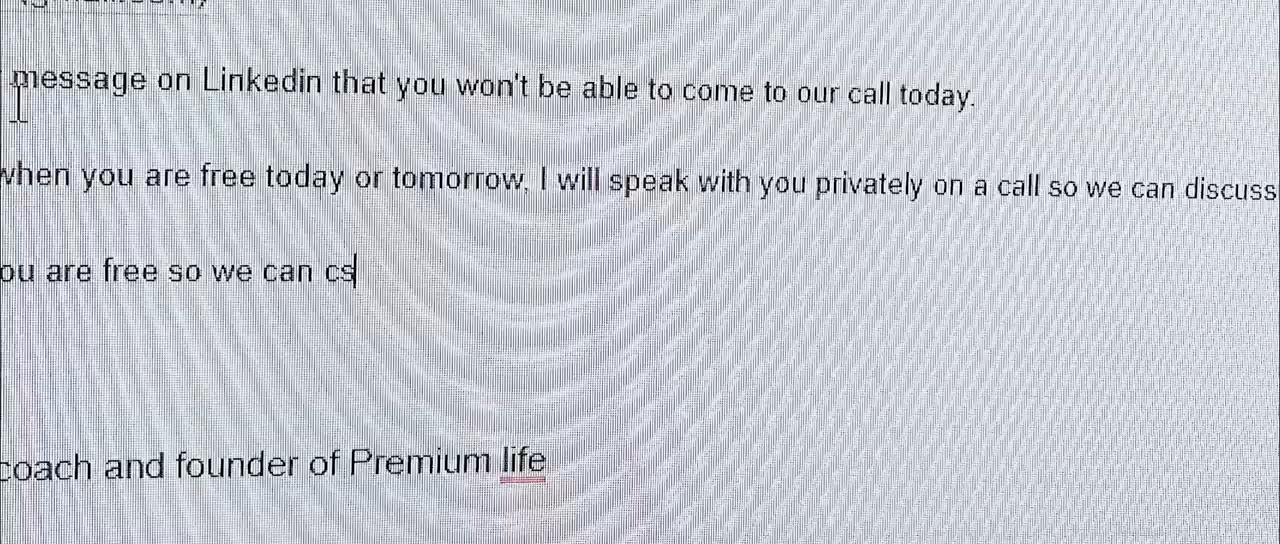 message on Linkedin that you won't be able to come to our call today.
when you are free today or tomorrow, I will speak with you privately on a call so we can discuss
ou are free so we can cs
coach and founder of Premium life